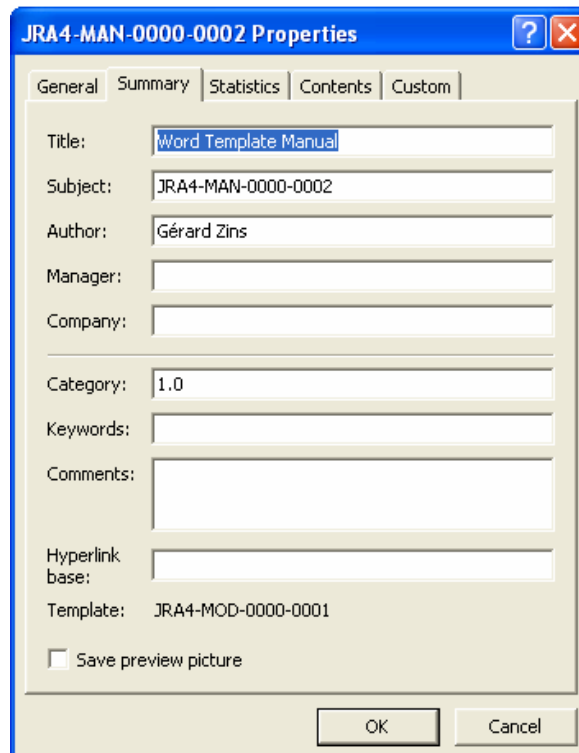 JRA4-MAN-0000-0002 Properties
General Summary Statistics Contents Custom
Title: Word Template Manual
Subject: JRA4-MAN-0000-0002
Author: Gérard Zins
Manager:
Company:
Category: 1.0
Keywords:
Comments:
Hyperlink
base:
Template: JRA4-MOD-0000-0001
Save preview picture
OK Cancel